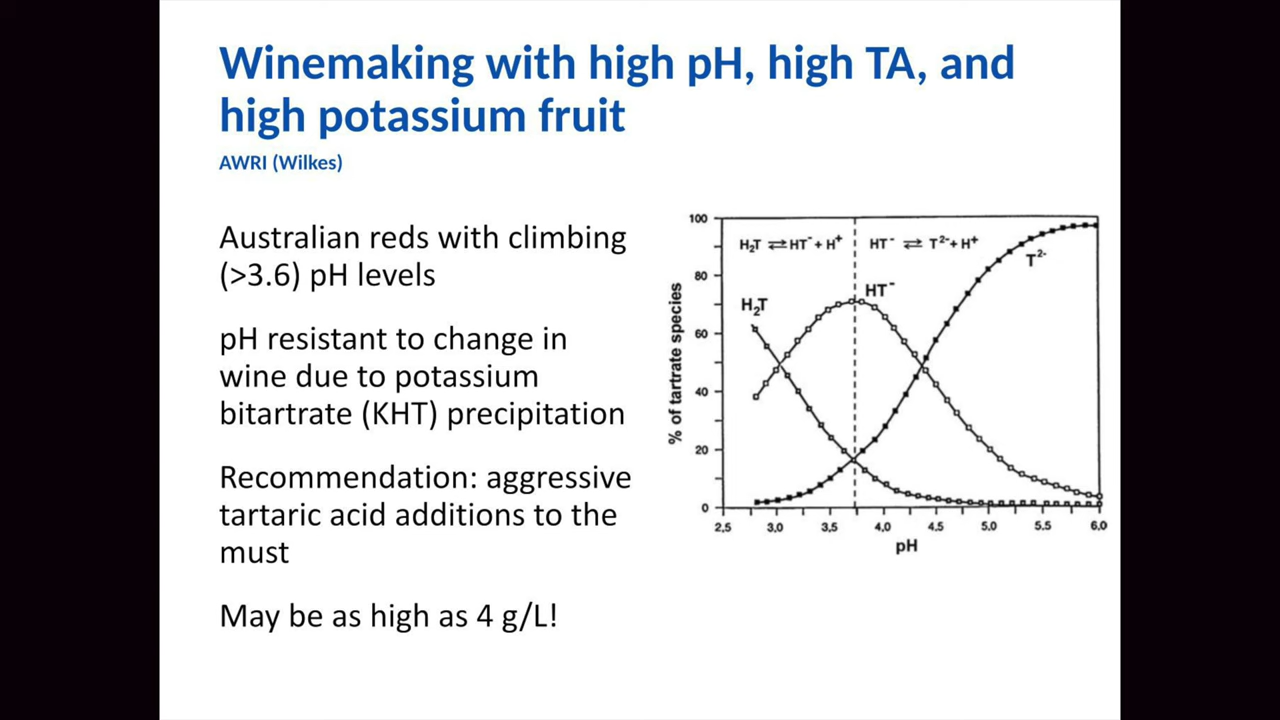 Winemaking with high pH, high TA, and
high potassium fruit
AWRI (Wilkes)
Australian reds with climbing
(>3.6) pH levels
pH resistant to change in
wine due to potassium
bitartrate (KHT) precipitation
Recommendation: aggressive
tartaric acid additions to the
must
May be as high as 4 g/L!
% of tartrate species
100
80
60
40
20
0
H₂T ⇌ HT⁻ + H⁺
HT⁻ ⇌ T²⁻ + H⁺
H₂T
HT⁻
T²⁻
2,5 3,0 3,5 4,0 4,5 5,0 5,5 6,0
pH